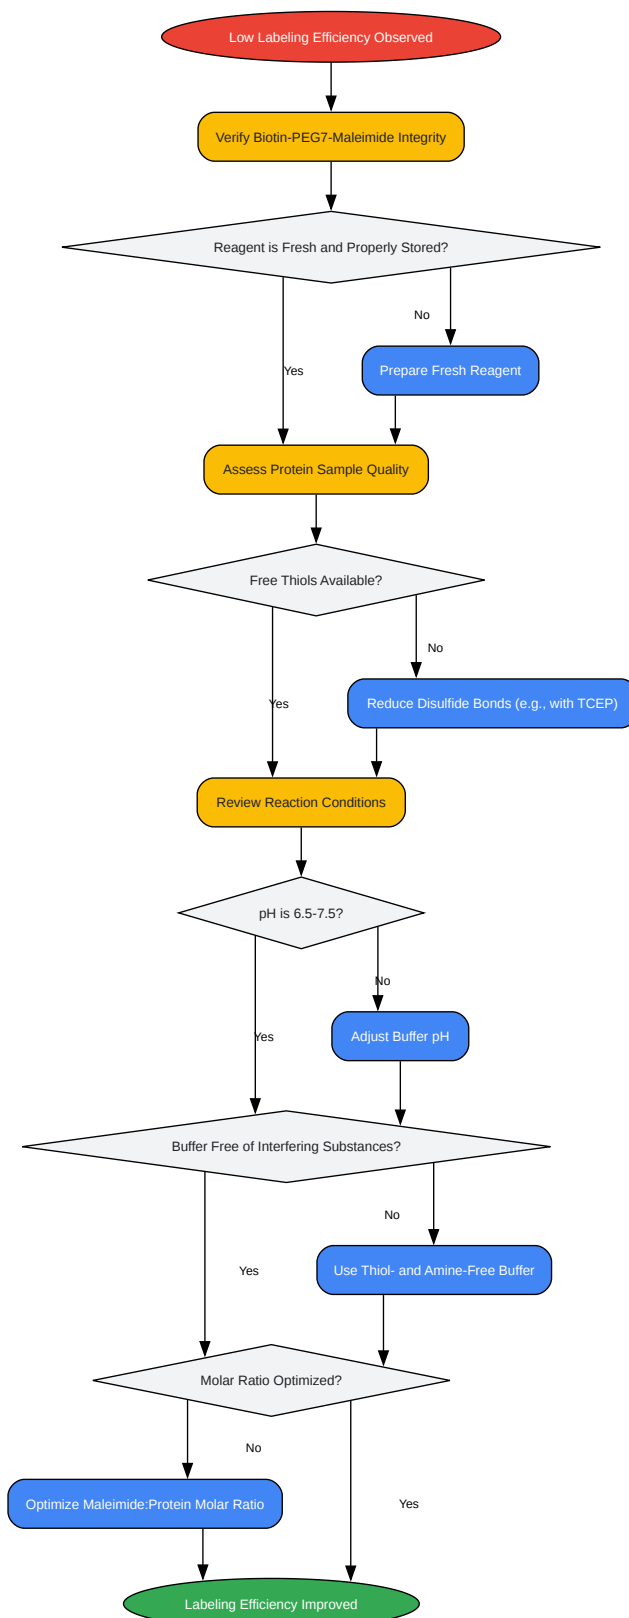 Low Labeling Efficiency Observed
Verify Biotin-PEG7-Maleimide Integrity
Reagent is Fresh and Properly Stored?
No
Yes
Prepare Fresh Reagent
Assess Protein Sample Quality
Free Thiols Available?
No
Yes
Reduce Disulfide Bonds (e.g., with TCEP)
Review Reaction Conditions
pH is 6.5-7.5?
No
Yes
Adjust Buffer pH
Buffer Free of Interfering Substances?
No
Yes
Use Thiol- and Amine-Free Buffer
Molar Ratio Optimized?
No
Optimize Maleimide:Protein Molar Ratio
Yes
Labeling Efficiency Improved